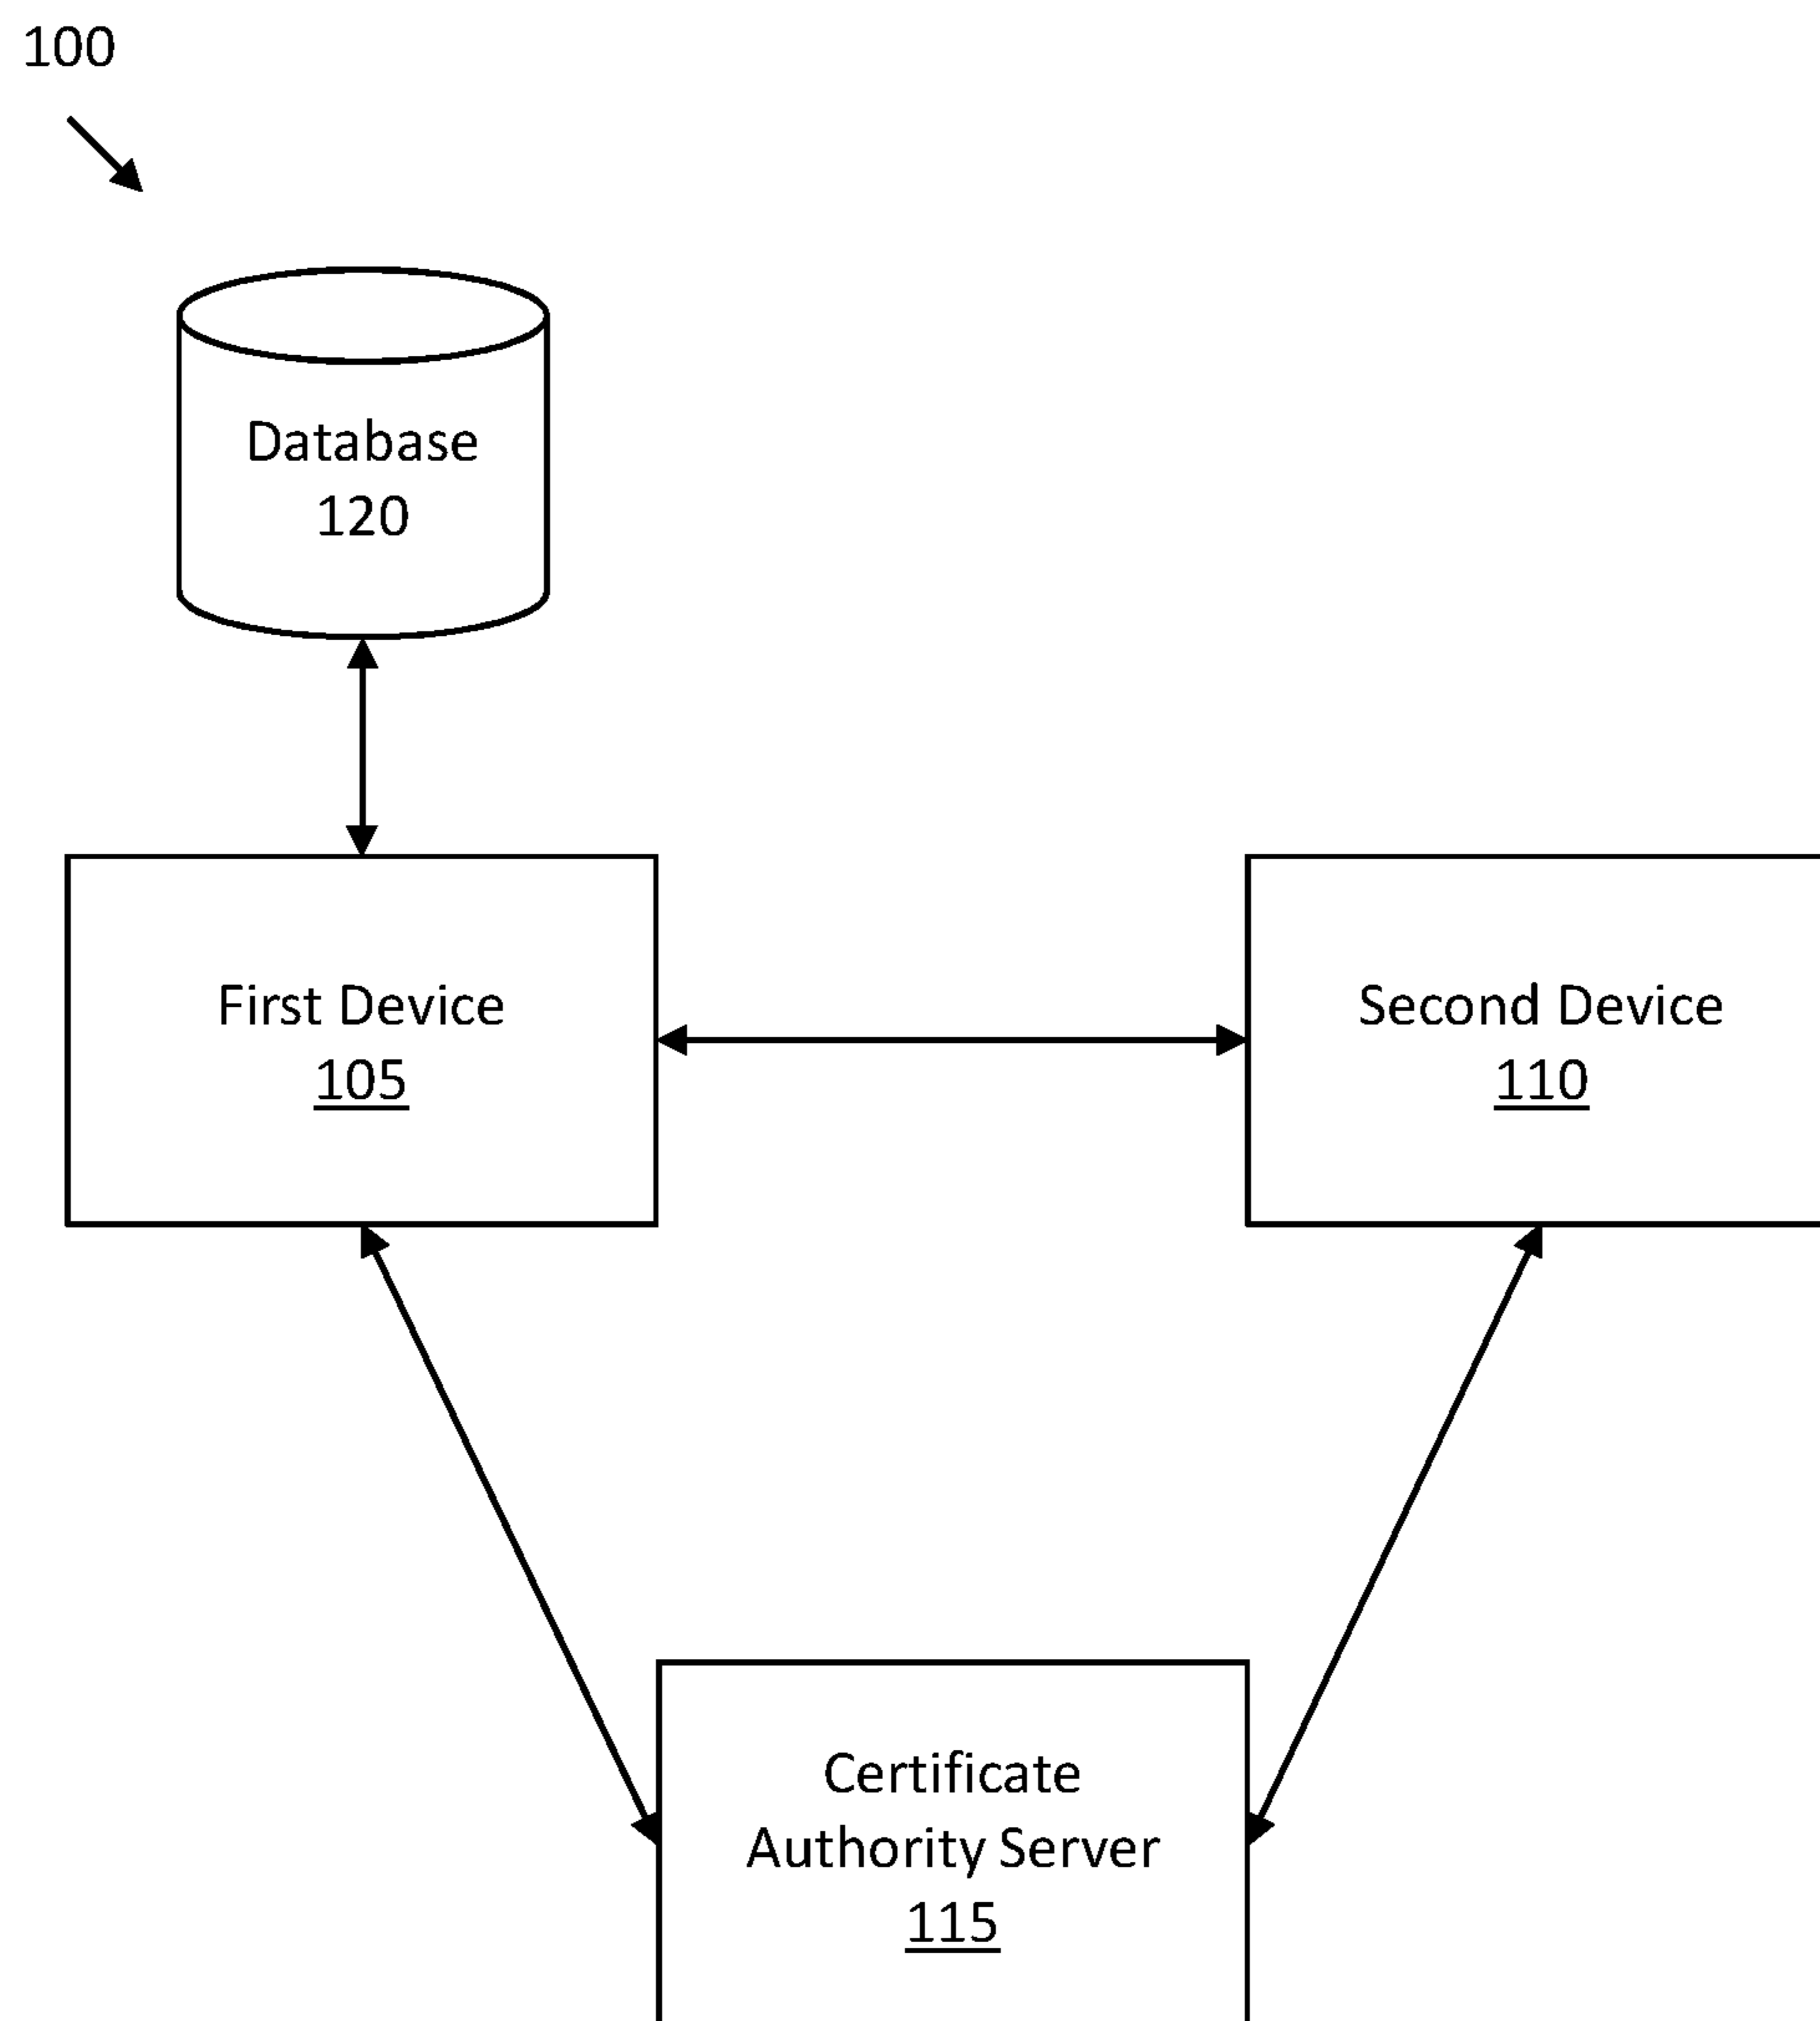 100
Database
120
First Device
105
Second Device
110
Certificate
Authority Server
115